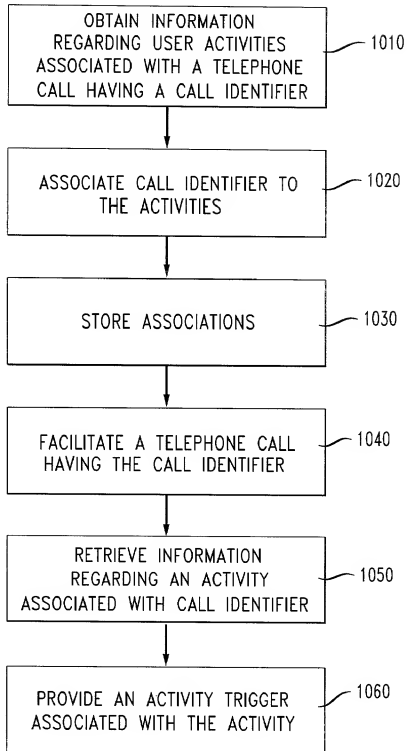 OBTAIN INFORMATION
REGARDING USER ACTIVITIES
ASSOCIATED WITH A TELEPHONE
CALL HAVING A CALL IDENTIFIER
1010
ASSOCIATE CALL IDENTIFIER TO
THE ACTIVITIES
1020
STORE ASSOCIATIONS
1030
FACILITATE A TELEPHONE CALL
HAVING THE CALL IDENTIFIER
1040
RETRIEVE INFORMATION
REGARDING AN ACTIVITY
ASSOCIATED WITH CALL IDENTIFIER
1050
PROVIDE AN ACTIVITY TRIGGER
ASSOCIATED WITH THE ACTIVITY
1060